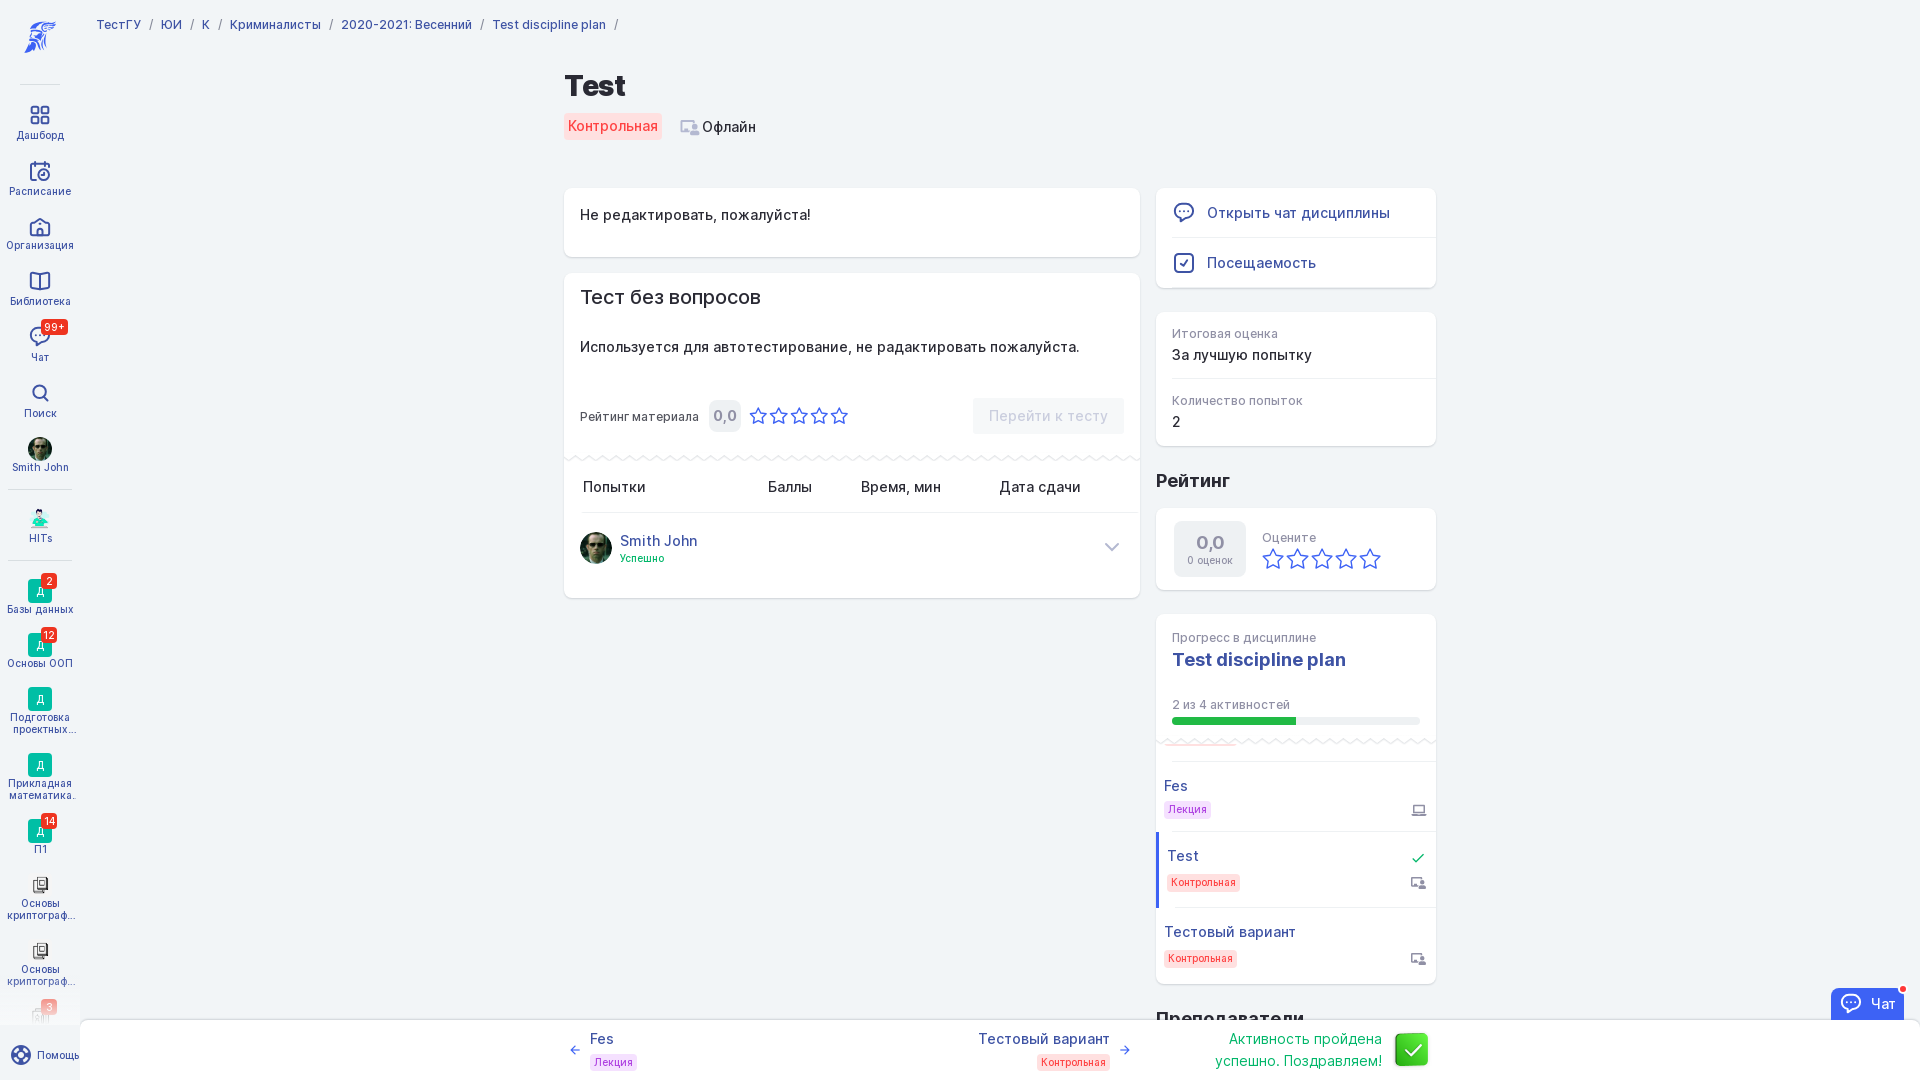 ТестГУ / ЮИ / К / Криминалисты / 2020-2021: Весенний / Test discipline plan /
Дашборд
Расписание
Организация
Библиотека
99+
Чат
Поиск
Smith John
HITs
2
Д
Базы данных
12
Д
Основы ООП
Д
Подготовка
проектных...
Д
Прикладная
математика.
14
Д
П1
Основы
криптограф...
Основы
криптограф...
3
Помощь
Test
Контрольная
Офлайн
Не редактировать, пожалуйста!
Тест без вопросов
Используется для автотестирование, не радактировать пожалуйста.
Рейтинг материала 0,0
Перейти к тесту
Попытки Баллы Время, мин Дата сдачи
Smith John
Успешно
Открыть чат дисциплины
Посещаемость
Итоговая оценка
За лучшую попытку
Количество попыток
2
Рейтинг
0,0
0 оценок
Оцените
Прогресс в дисциплине
Test discipline plan
2 из 4 активностей
Fes
Лекция
Test
Контрольная
Тестовый вариант
Контрольная
Преподаватели
Чат
Fes
Лекция
Тестовый вариант
Контрольная
Активность пройдена
успешно. Поздравляем!